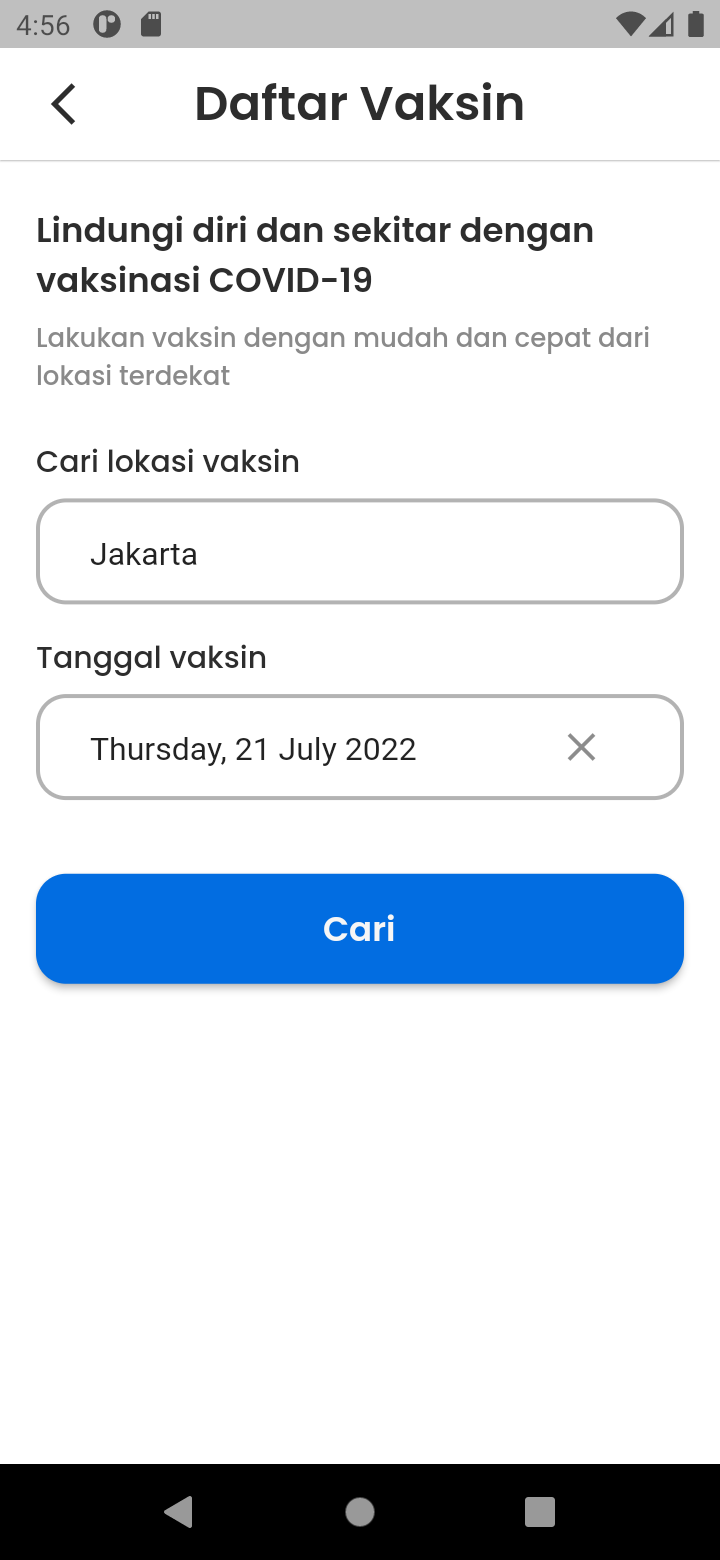 4:56
Daftar Vaksin
Lindungi diri dan sekitar dengan
vaksinasi COVID-19
Lakukan vaksin dengan mudah dan cepat dari
lokasi terdekat
Cari lokasi vaksin
Jakarta
Tanggal vaksin
Thursday, 21 July 2022
Cari